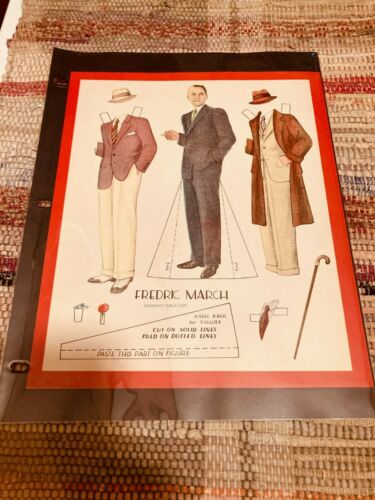 FREDRIC MARCH
EASEL BACK
for FIGURE
CUT ON SOLID LINES
FOLD ON DOTTED LINES
PASTE THIS PART ON FIGURE